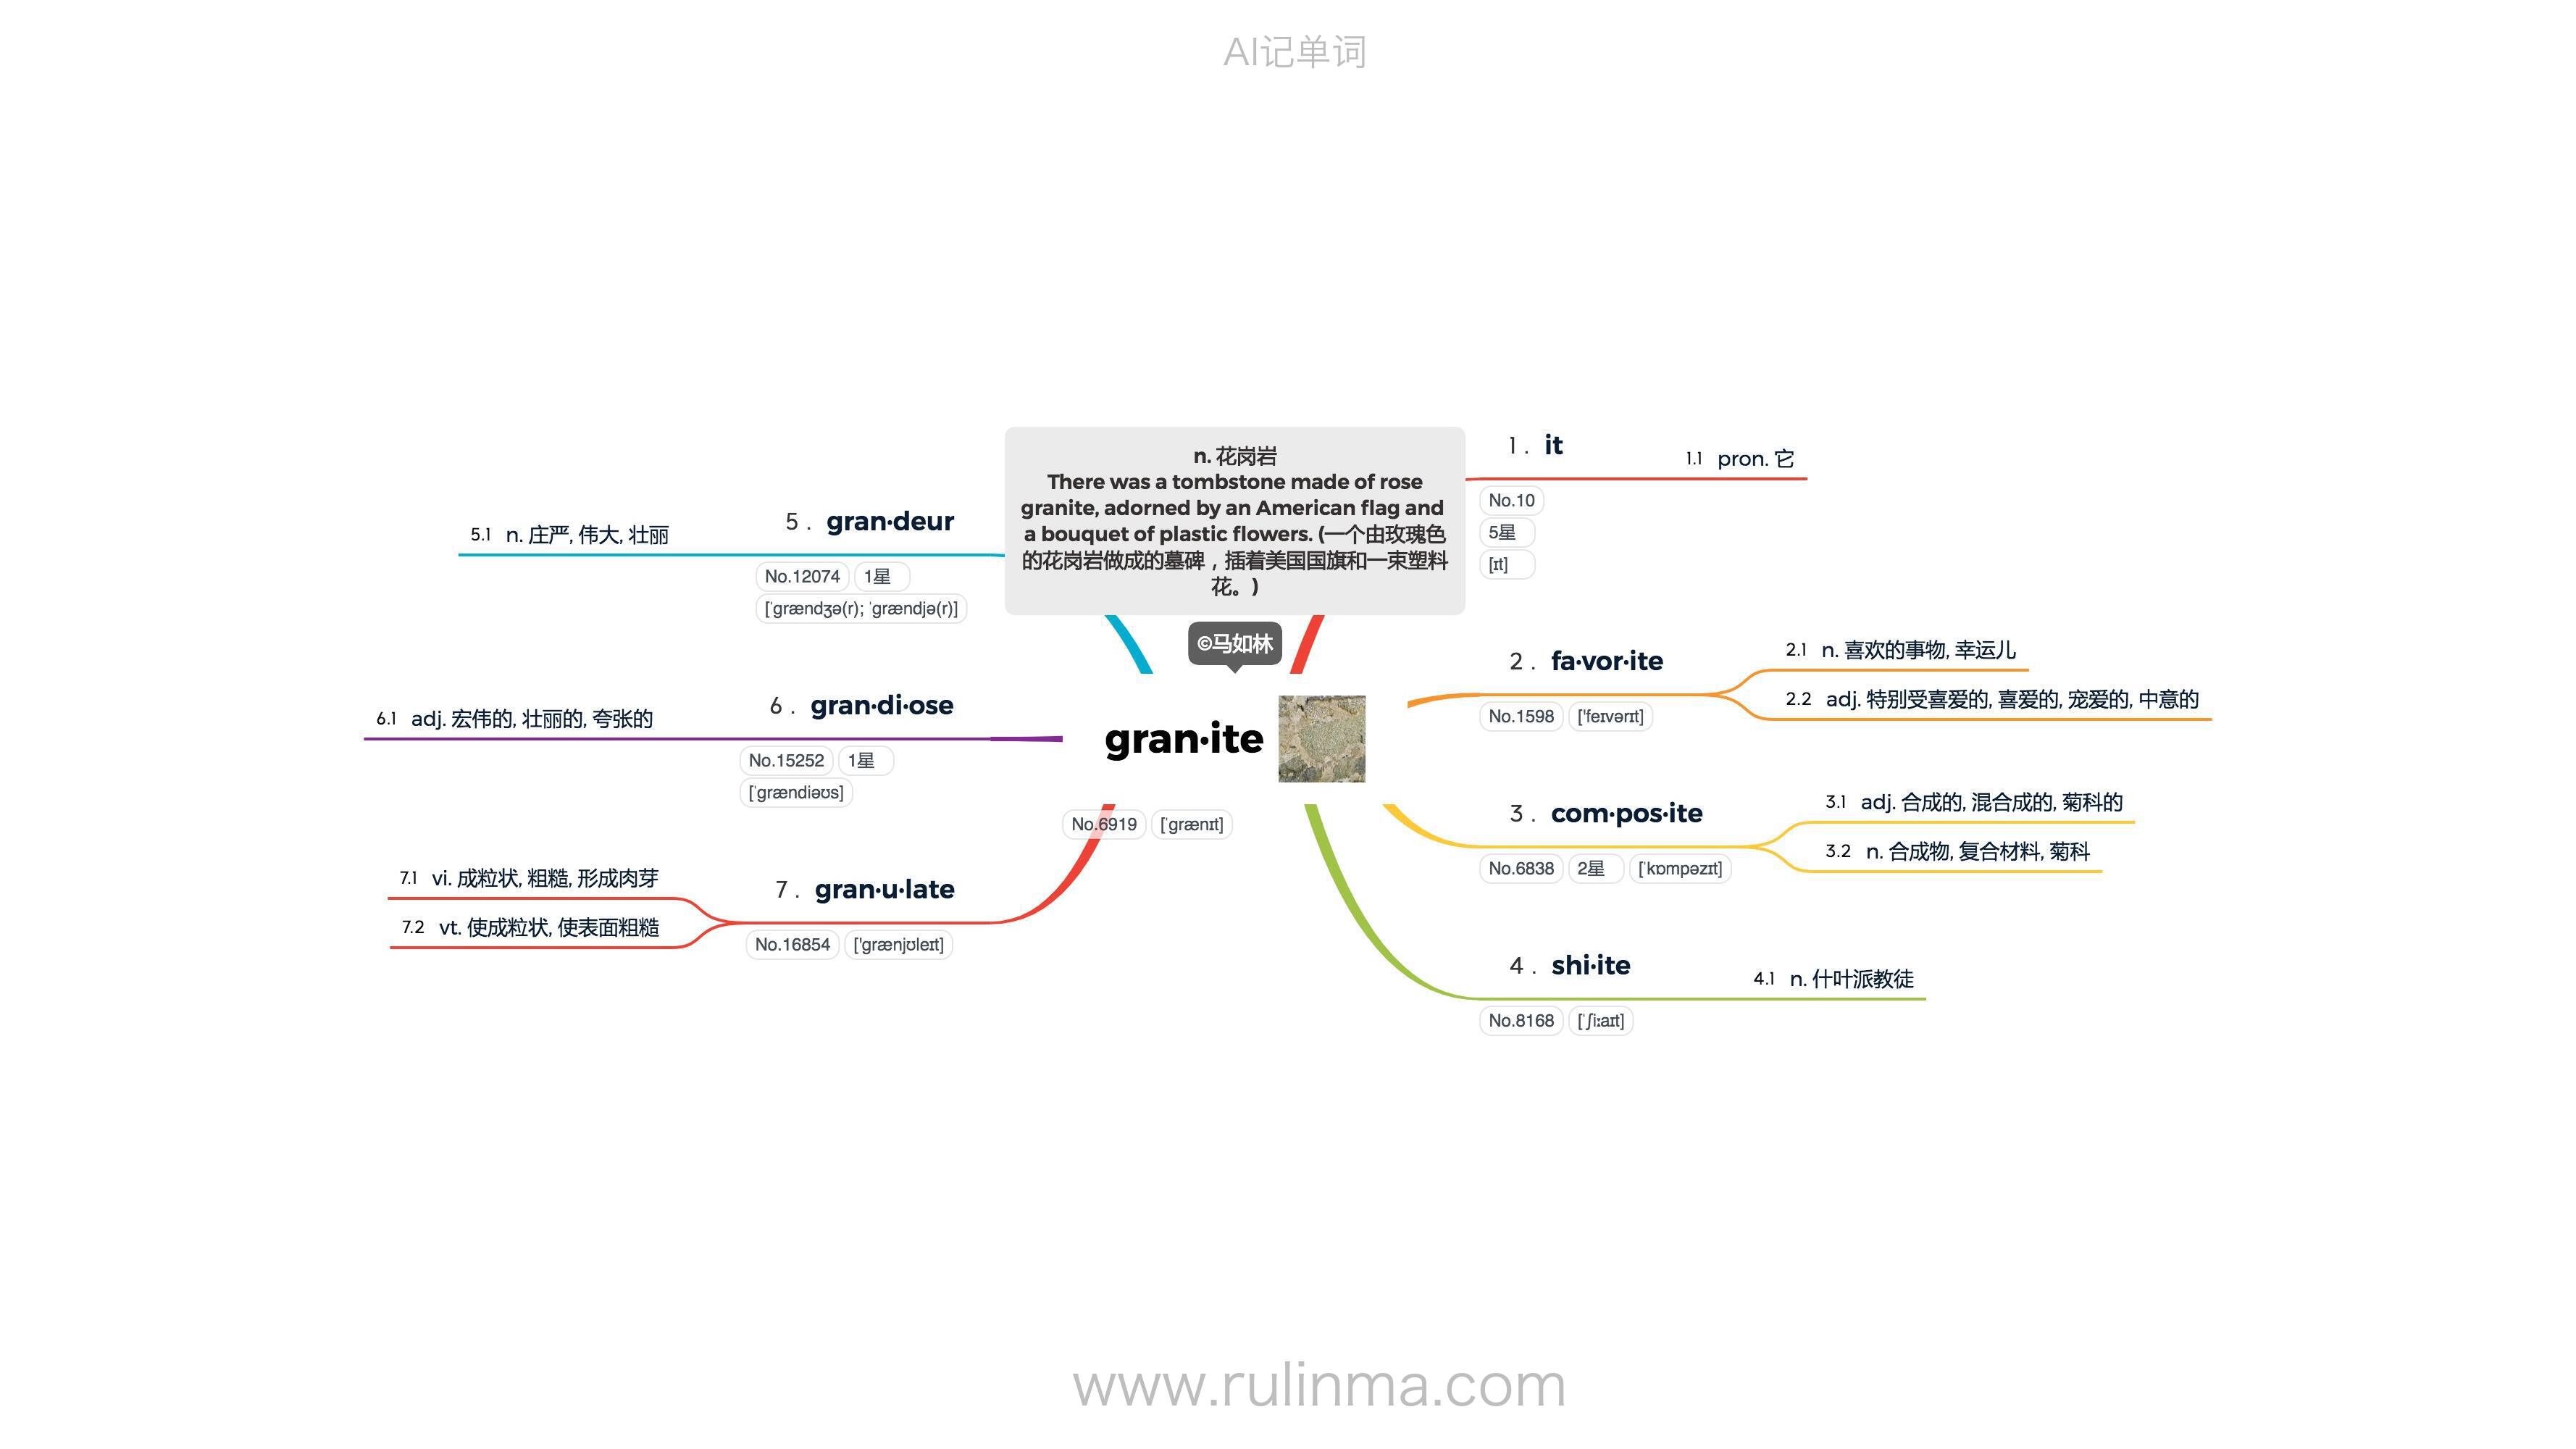 AI记单词
n. 花岗岩
There was a tombstone made of rose
granite, adorned by an American flag and
a bouquet of plastic flowers. (一个由玫瑰色
的花岗岩做成的墓碑，插着美国国旗和一束塑料
花。)
©马如林
gran·ite
No.6919 [ˈɡrænɪt]
1 . it
1.1 pron. 它
No.10
5星
[ɪt]
2 . fa·vor·ite
2.1 n. 喜欢的事物, 幸运儿
2.2 adj. 特别受喜爱的, 喜爱的, 宠爱的, 中意的
No.1598 ['feɪvərɪt]
3 . com·pos·ite
3.1 adj. 合成的, 混合成的, 菊科的
3.2 n. 合成物, 复合材料, 菊科
No.6838 2星 [ˈkɒmpəzɪt]
4 . shi·ite
4.1 n. 什叶派教徒
No.8168 [ˈʃiːaɪt]
5 . gran·deur
5.1 n. 庄严, 伟大, 壮丽
No.12074 1星
[ˈɡrændʒə(r); ˈɡrændjə(r)]
6 . gran·di·ose
6.1 adj. 宏伟的, 壮丽的, 夸张的
No.15252 1星
[ˈɡrændiəʊs]
7 . gran·u·late
7.1 vi. 成粒状, 粗糙, 形成肉芽
7.2 vt. 使成粒状, 使表面粗糙
No.16854 ['ɡrænjʊleɪt]
www.rulinma.com